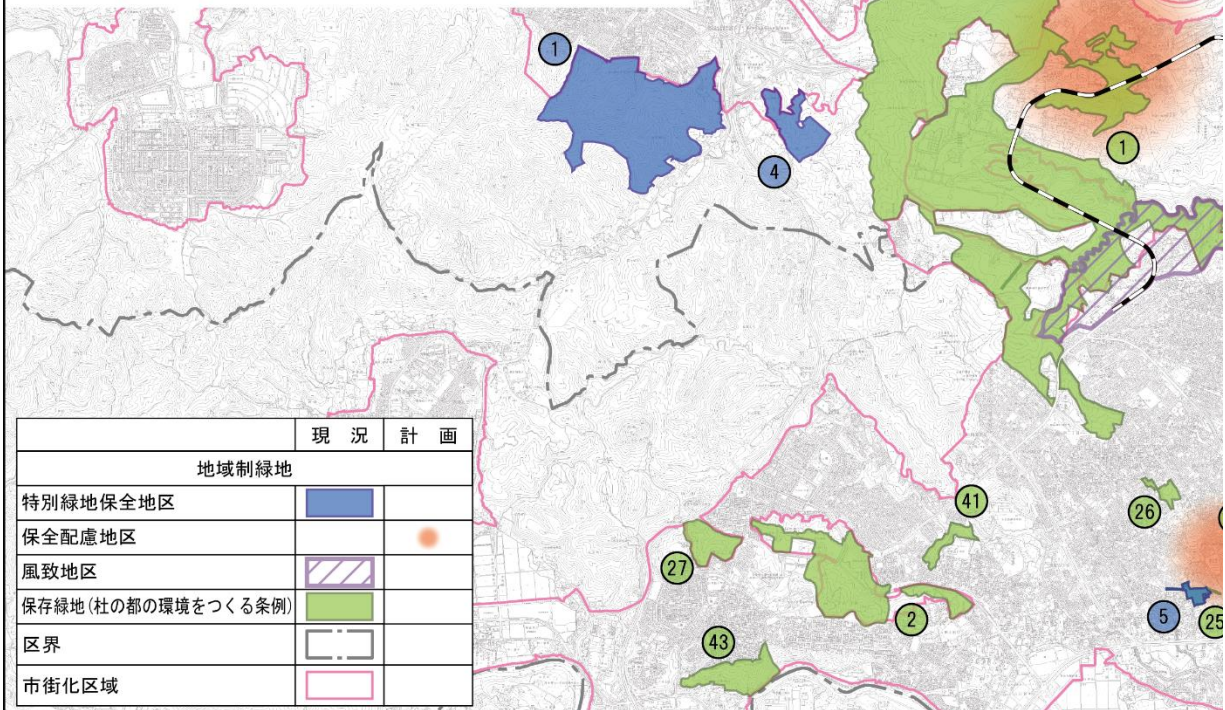 1
4
1
41
26
27
2
5
25
43
現 況 計 画
地域制緑地
特別緑地保全地区
保全配慮地区
風致地区
保存緑地(杜の都の環境をつくる条例)
区界
市街化区域